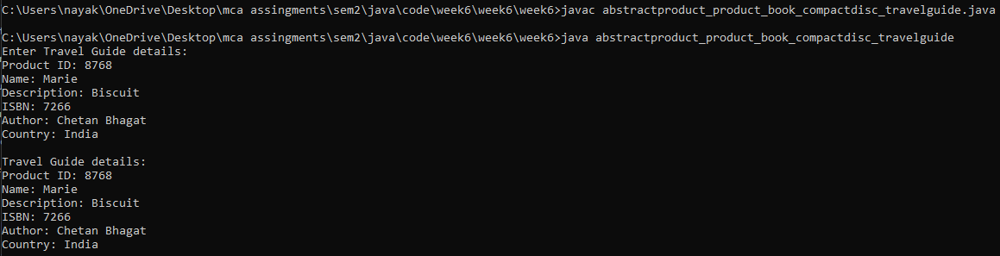 C:\Users\nayak\OneDrive\Desktop\mca assingments\sem2\java\code\week6\week6\week6>javac abstractproduct_product_book_compactdisc_travelguide.java
C:\Users\nayak\OneDrive\Desktop\mca assingments\sem2\java\code\week6\week6\week6>java abstractproduct_product_book_compactdisc_travelguide
Enter Travel Guide details:
Product ID: 8768
Name: Marie
Description: Biscuit
ISBN: 7266
Author: Chetan Bhagat
Country: India
Travel Guide details:
Product ID: 8768
Name: Marie
Description: Biscuit
ISBN: 7266
Author: Chetan Bhagat
Country: India